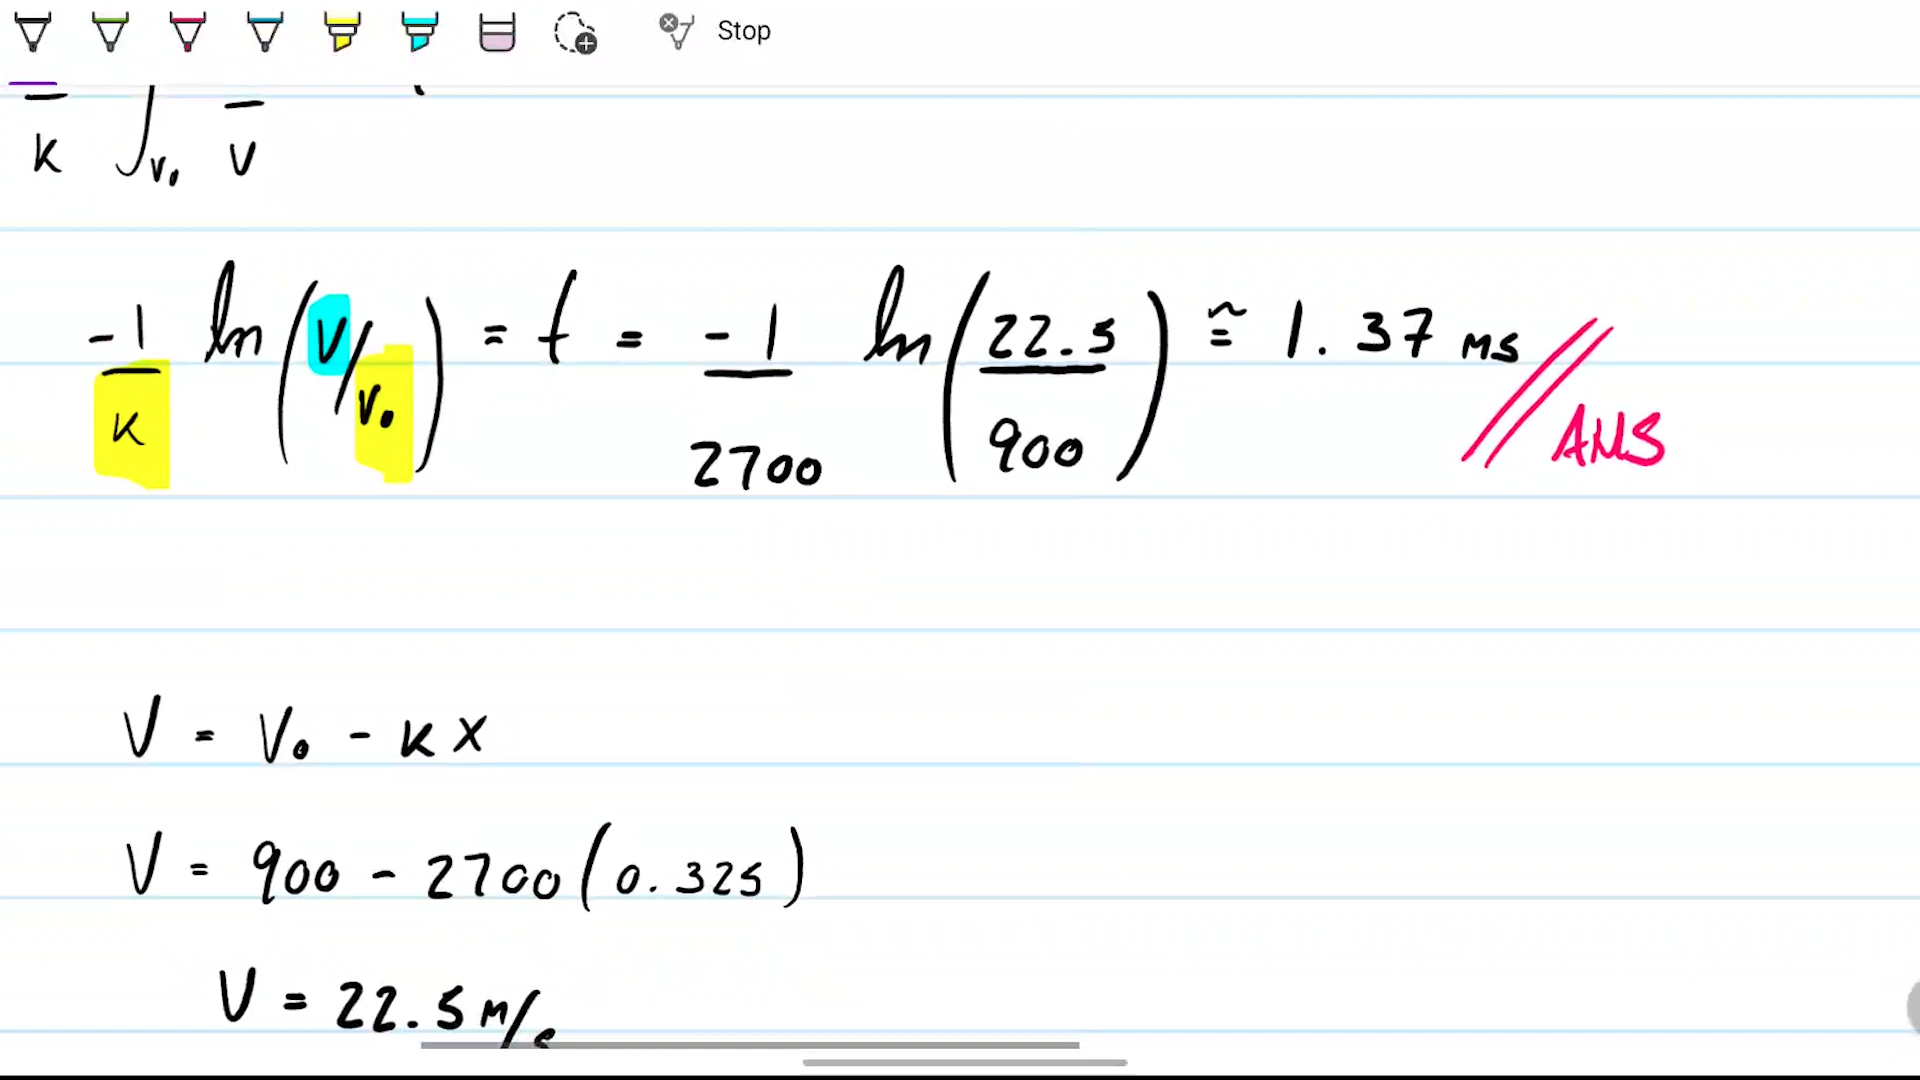 Stop
K ∫v₀ V
-1/K ln(V/v₀) = t = -1/2700 ln(22.5/900) ≅ 1.37 ms // ANS
V = V₀ - KX
V = 900 - 2700(0.325)
V = 22.5 m/s